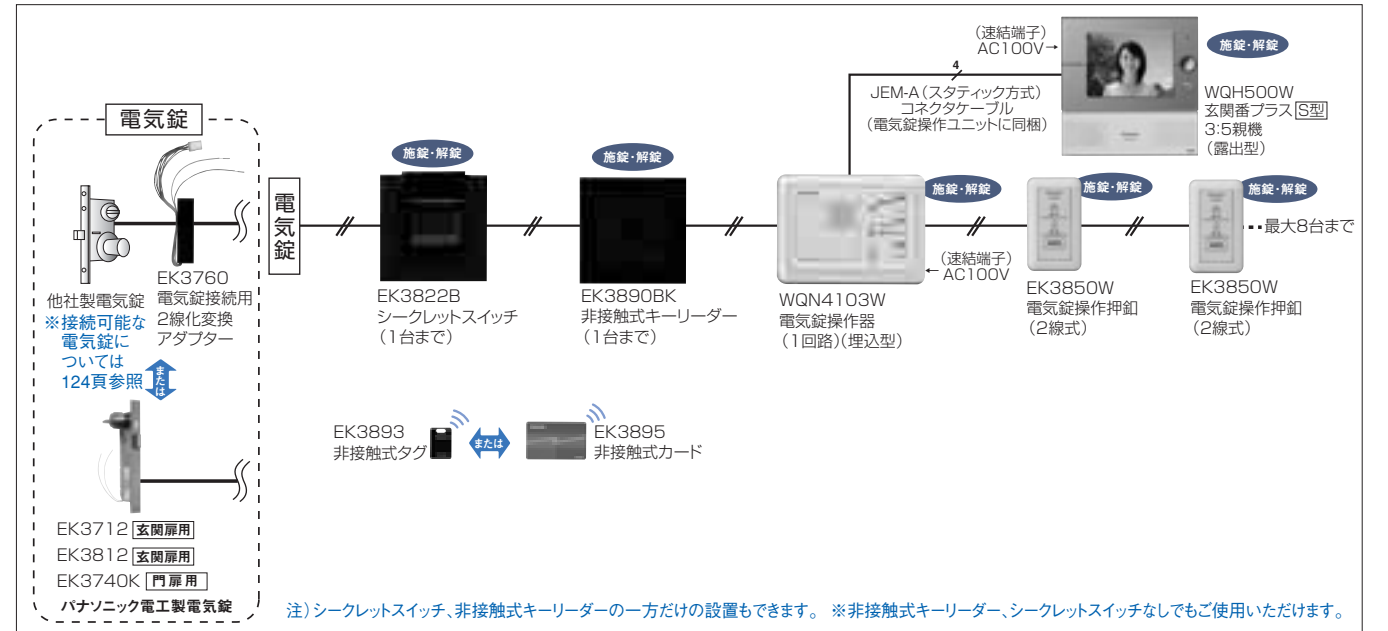 電気錠
他社製電気錠
※接続可能な
電気錠に
ついては
124頁参照
EK3760
電気錠接続用
2線化変換
アダプター
または
EK3712 玄関扉用
EK3812 玄関扉用
EK3740K 門扉用
パナソニック電工製電気錠
電気錠
施錠・解錠
EK3822B
シークレットスイッチ
(1台まで)
施錠・解錠
EK3890BK
非接触式キーリーダー
(1台まで)
EK3893
非接触式タグ
または
EK3895
非接触式カード
(速結端子)
AC100V→
4
JEM-A(スタティック方式)
コネクタケーブル
(電気錠操作ユニットに同梱)
施錠・解錠
WQH500W
玄関番プラス S型
3:5親機
(露出型)
施錠・解錠
(速結端子)
←AC100V
WQN4103W
電気錠操作器
(1回路)(埋込型)
施錠・解錠
EK3850W
電気錠操作押釦
(2線式)
施錠・解錠
EK3850W
電気錠操作押釦
(2線式)
最大8台まで
注)シークレットスイッチ、非接触式キーリーダーの一方だけの設置もできます。 ※非接触式キーリーダー、シークレットスイッチなしでもご使用いただけます。